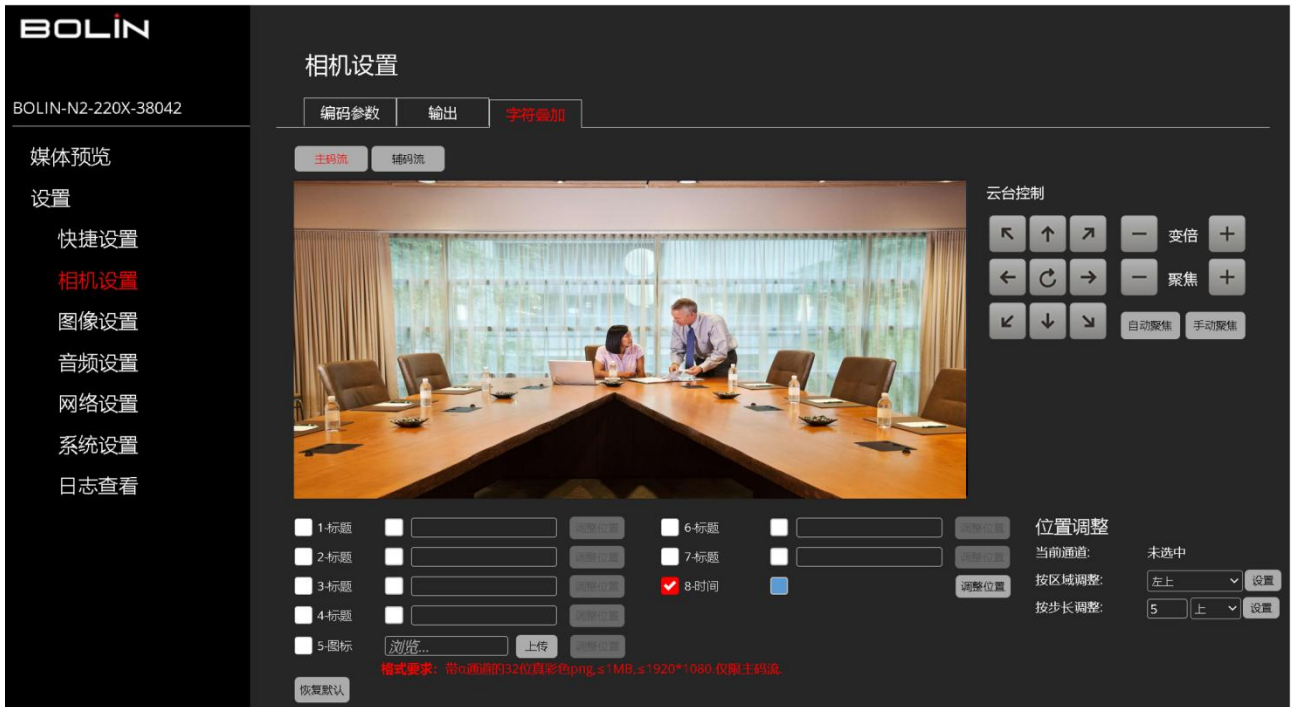 BOLIN
相机设置
BOLIN-N2-220X-38042
编码参数 输出 字符叠加
媒体预览
设置
快捷设置
相机设置
图像设置
音频设置
网络设置
系统设置
日志查看
主码流 辅码流
云台控制
变倍
聚焦
自动聚焦 手动聚焦
1-标题 调整位置 6-标题 调整位置
2-标题 调整位置 7-标题 调整位置
3-标题 调整位置 8-时间 调整位置
4-标题 调整位置
5-图标 浏览... 上传 调整位置
格式要求：带α通道的32位真彩色png,≤1MB,≤1920*1080.仅限主码流.
恢复默认
位置调整
当前通道: 未选中
按区域调整: 左上 设置
按步长调整: 5 上 设置